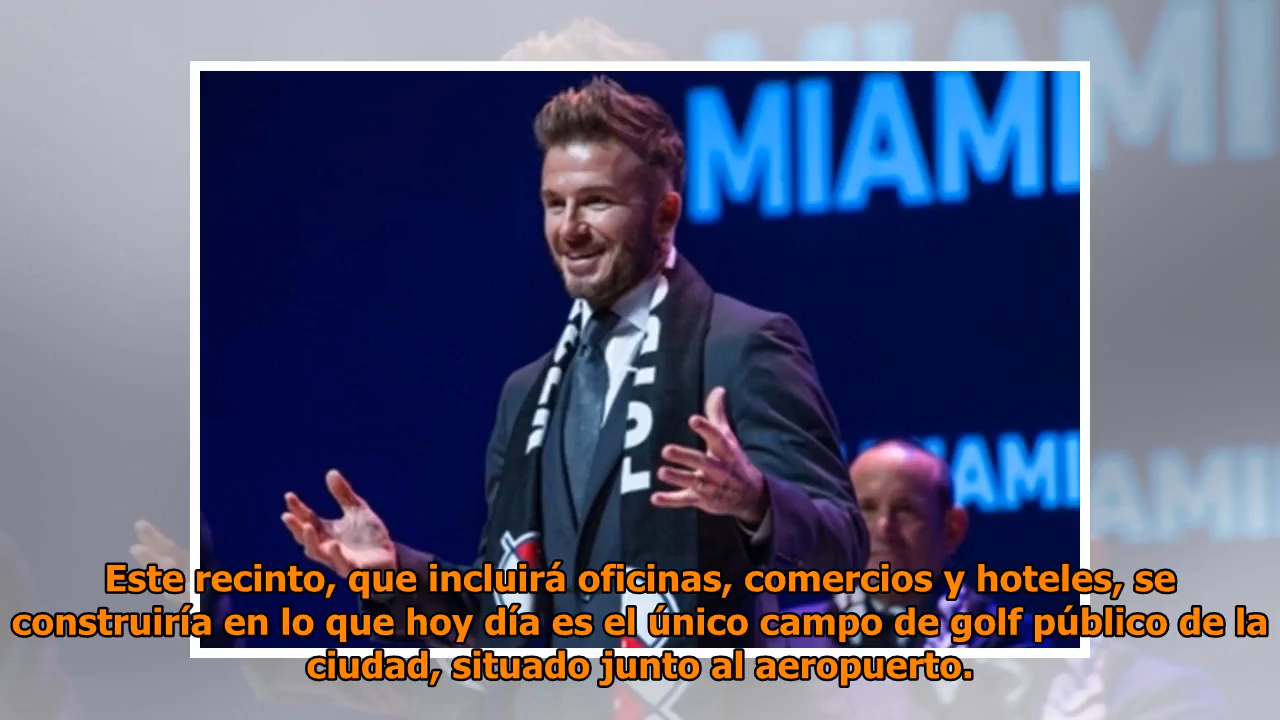 MIAMI
MIAMI
Este recinto, que incluirá oficinas, comercios y hoteles, se
construiría en lo que hoy día es el único campo de golf público de la
ciudad, situado junto al aeropuerto.